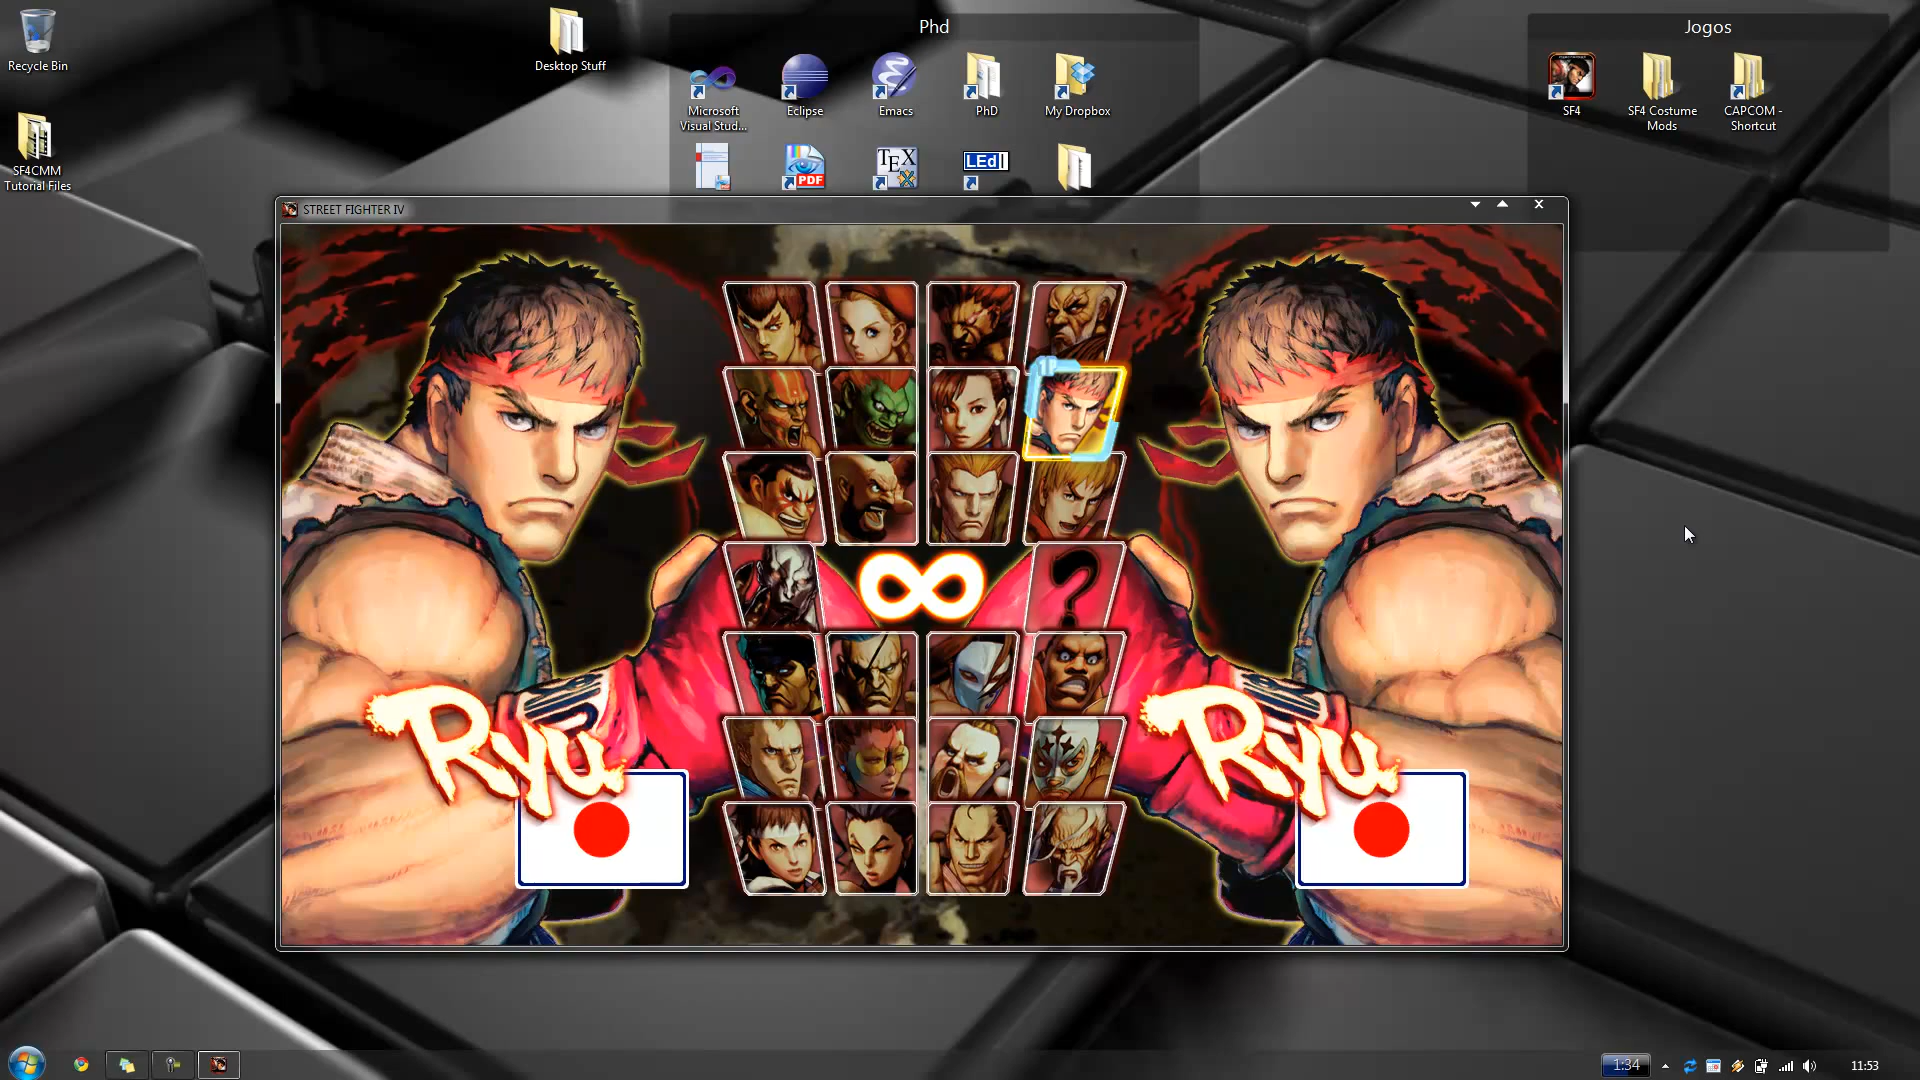 Recycle Bin
Desktop Stuff
SF4CMM
Tutorial Files
Phd
Microsoft
Visual Stud...
Eclipse
Emacs
PhD
My Dropbox
PDF
TEX
LEd
Jogos
SF4
SF4 Costume
Mods
CAPCOM -
Shortcut
STREET FIGHTER IV
1P
?
Ryu
Ryu
1:34
11:53